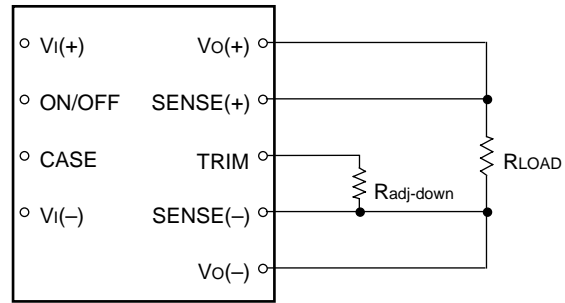 VI(+) VO(+)
ON/OFF SENSE(+)
CASE TRIM RLOAD
Radj-down
VI(–) SENSE(–)
VO(–)